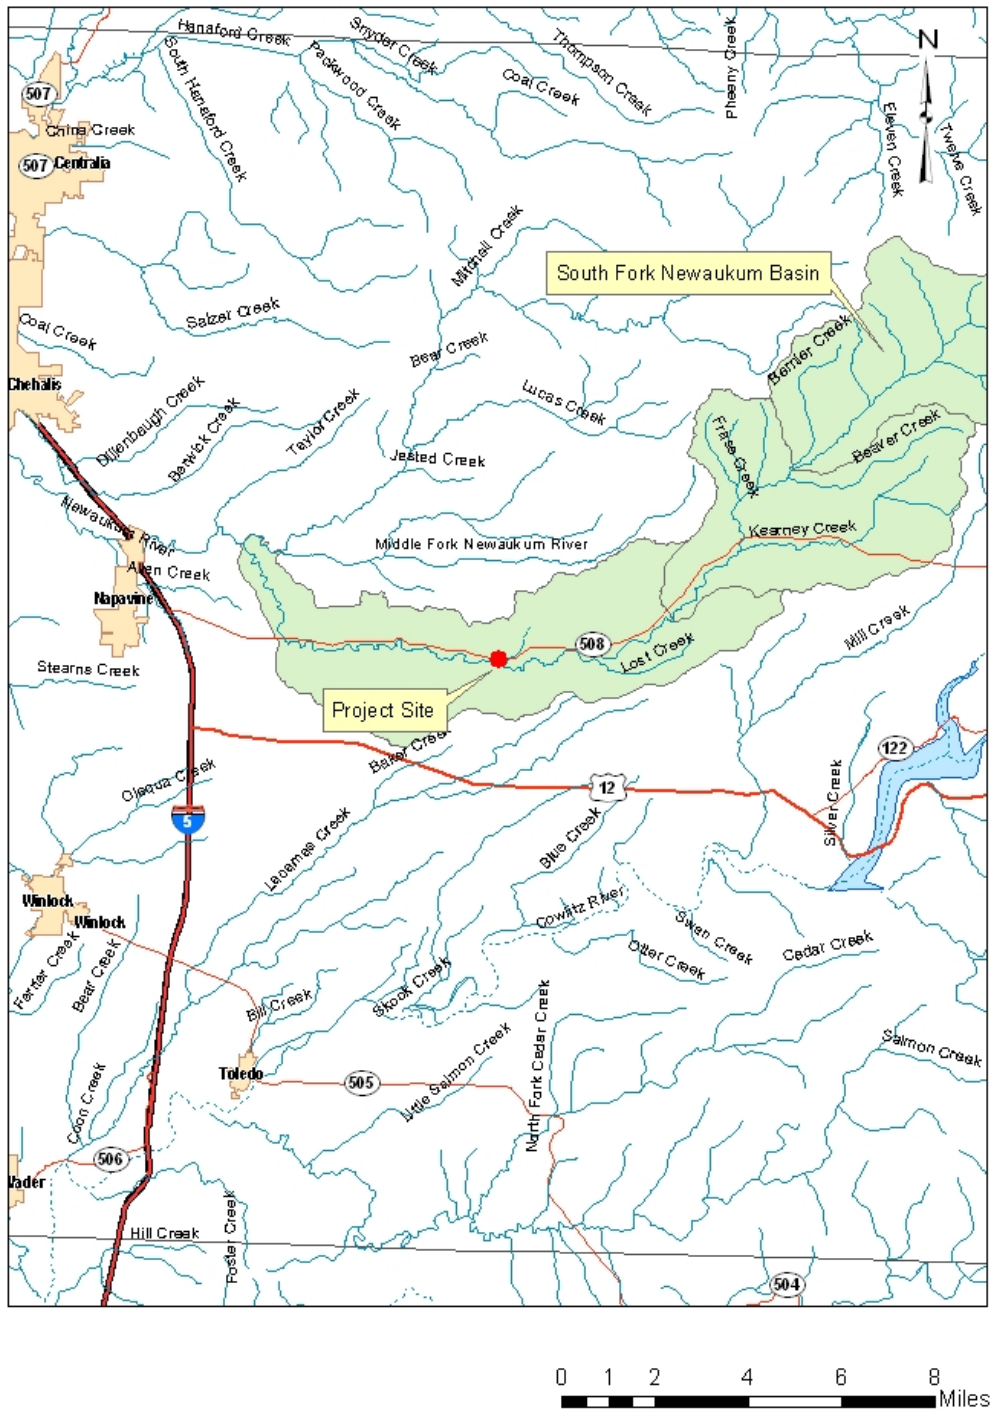 Hanaford Creek
Snyder Creek
Thompson Creek
Pheeny Creek
N
South Hanaford Creek
Packwood Creek
Coal Creek
507
China Creek
Eleven Creek
Twelve Creek
507
Centralia
Mitchell Creek
South Fork Newaukum Basin
Salzer Creek
Coal Creek
Bear Creek
Bernier Creek
Chehalis
Dillenbaugh Creek
Berwick Creek
Taylor Creek
Lucas Creek
Frase Creek
Beaver Creek
Jested Creek
Newaukum River
Kearney Creek
Middle Fork Newaukum River
Allen Creek
Napavine
508
Mill Creek
Lost Creek
Stearns Creek
Project Site
Baker Creek
122
Olequa Creek
12
Silver Creek
5
Lacamas Creek
Blue Creek
Winlock
Winlock
Cowlitz River
Swan Creek
Otter Creek
Cedar Creek
Ferrier Creek
Bear Creek
Skook Creek
Bill Creek
North Fork Cedar Creek
Salmon Creek
Little Salmon Creek
Toledo
505
Coon Creek
506
Vader
Hill Creek
Foster Creek
504
0 1 2 4 6 8
Miles